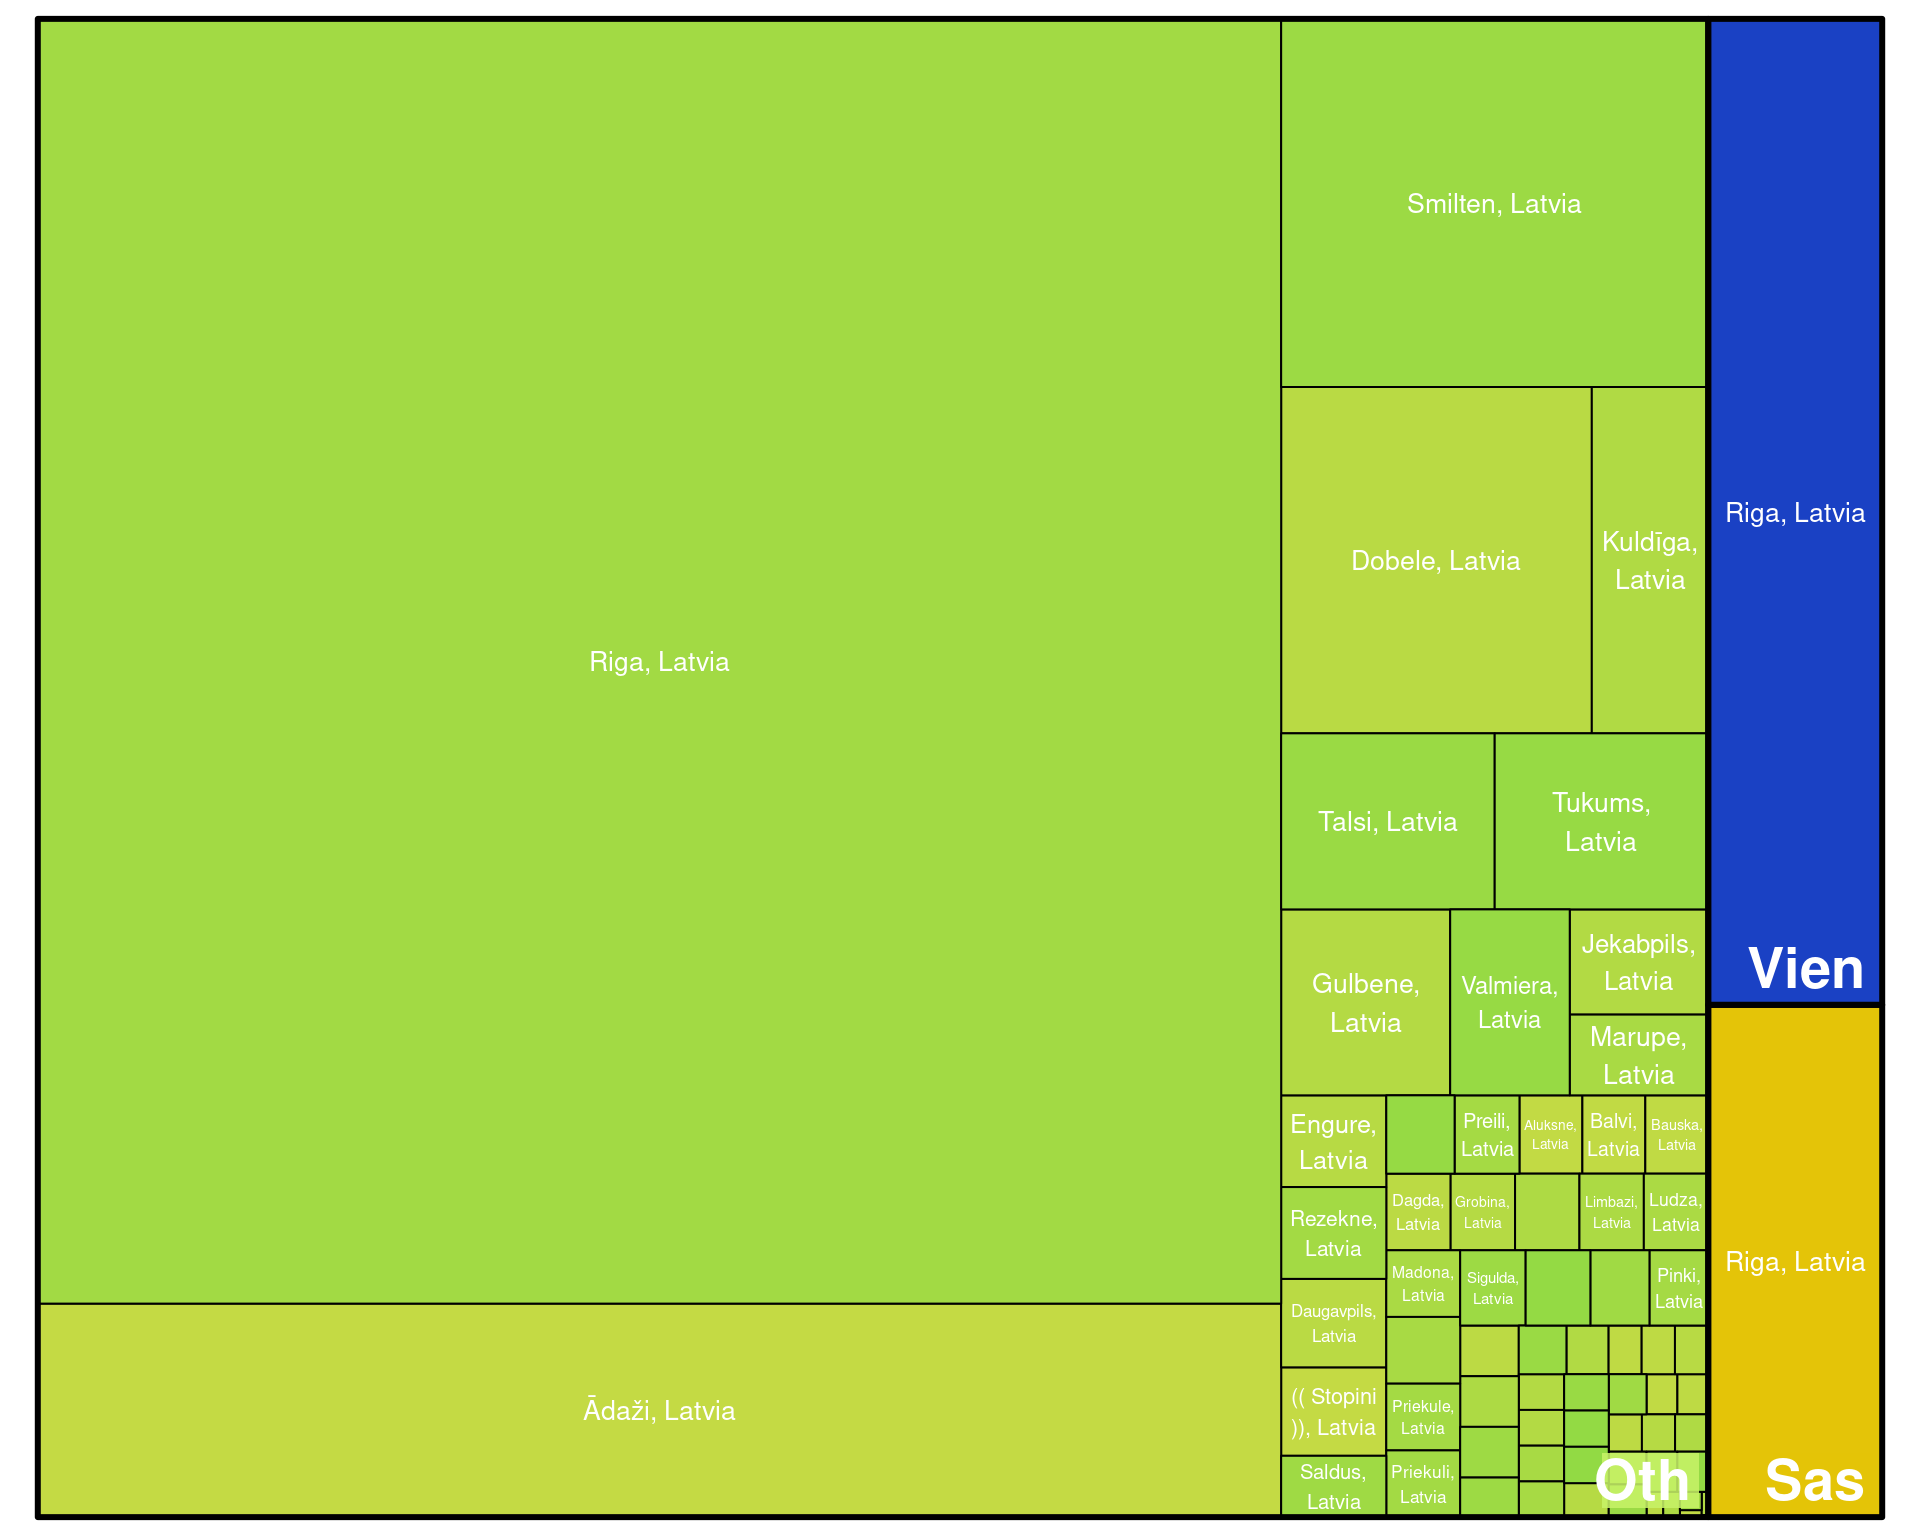 Riga, Latvia
Ādaži, Latvia
Smilten, Latvia
Dobele, Latvia
Kuldīga,
Latvia
Talsi, Latvia
Tukums,
Latvia
Gulbene,
Latvia
Valmiera,
Latvia
Jekabpils,
Latvia
Marupe,
Latvia
Engure,
Latvia
Rezekne,
Latvia
Daugavpils,
Latvia
(( Stopini
)), Latvia
Saldus,
Latvia
Preili,
Latvia
Aluksne,
Latvia
Balvi,
Latvia
Bauska,
Latvia
Dagda,
Latvia
Grobina,
Latvia
Limbazi,
Latvia
Ludza,
Latvia
Madona,
Latvia
Sigulda,
Latvia
Pinki,
Latvia
Priekule,
Latvia
Priekuli,
Latvia
Oth
Riga, Latvia
Vien
Riga, Latvia
Sas